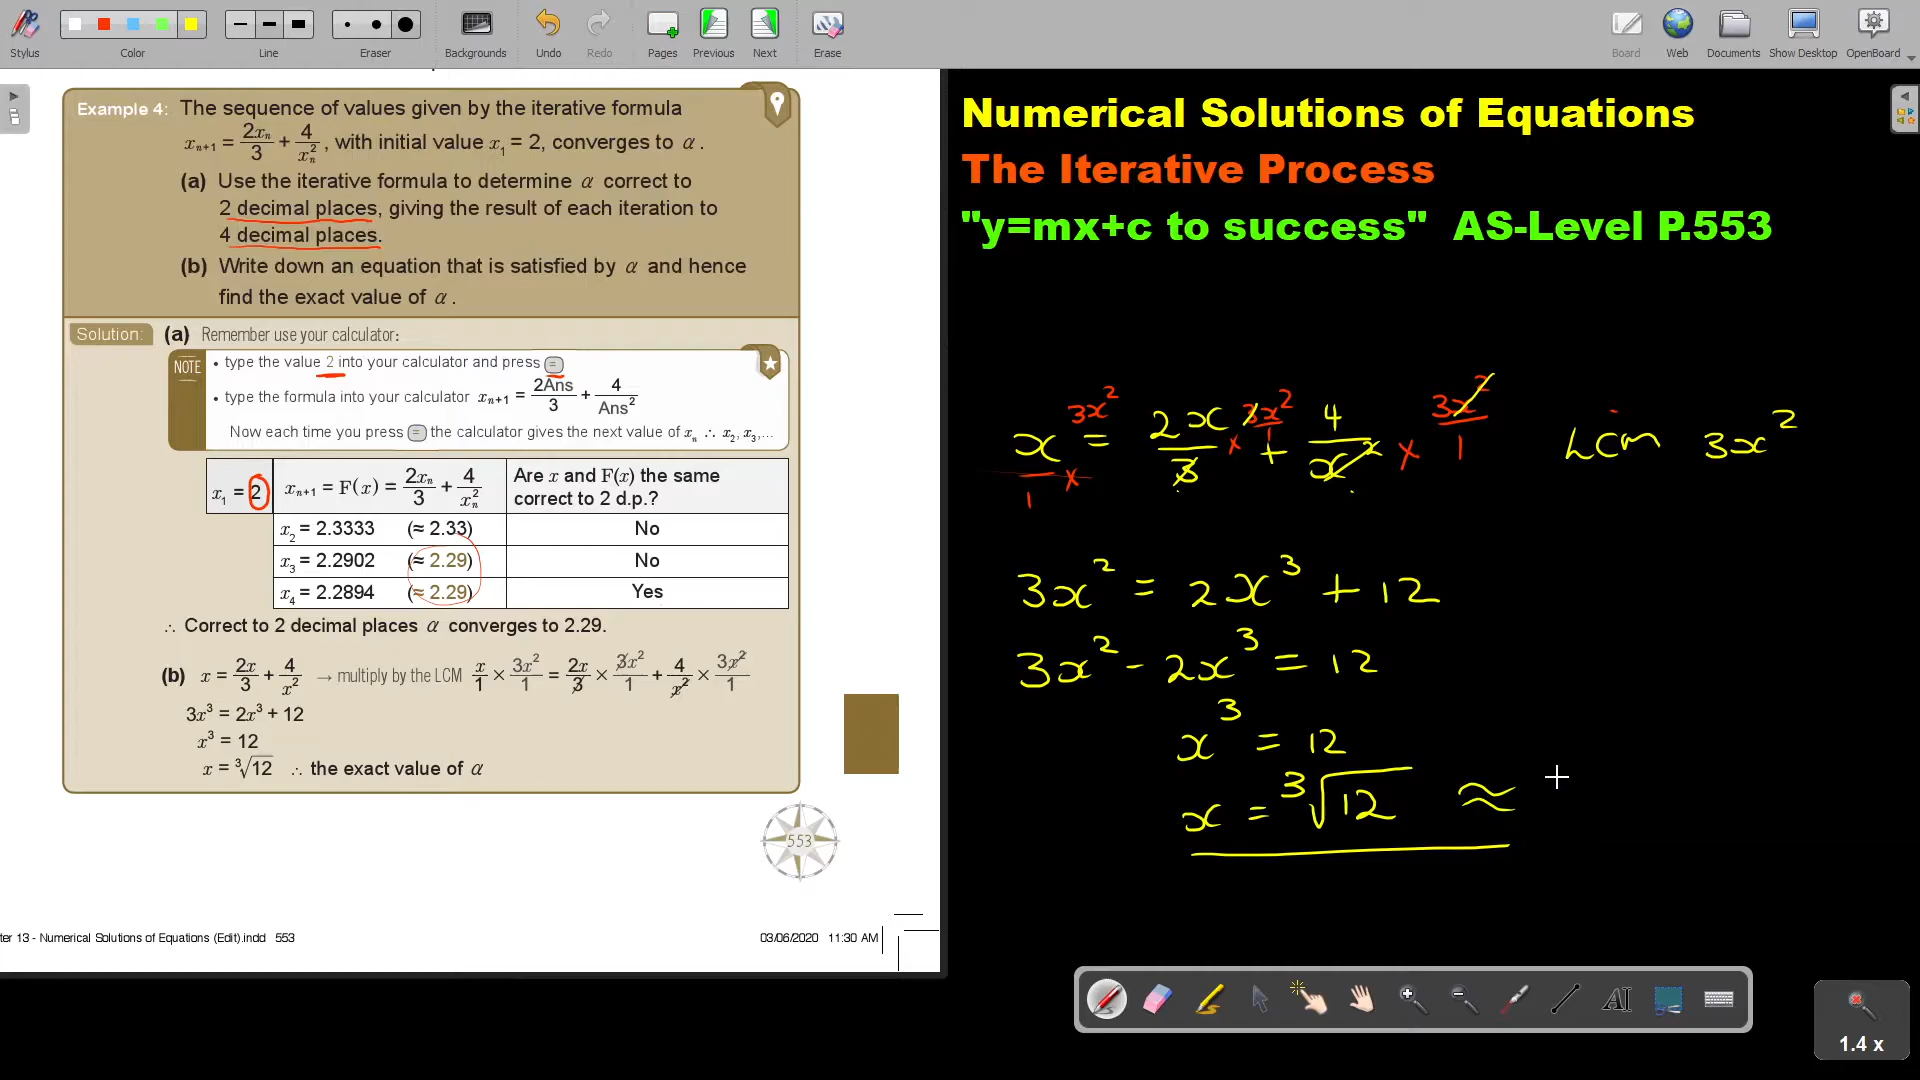 Stylus Color Line Eraser Backgrounds Undo Redo Pages Previous Next Erase Board Web Documents Show Desktop OpenBoard
Example 4: The sequence of values given by the iterative formula
xₙ₊₁ = 2xₙ/3 + 4/xₙ², with initial value x₁ = 2, converges to α.
(a) Use the iterative formula to determine α correct to
2 decimal places, giving the result of each iteration to
4 decimal places.
(b) Write down an equation that is satisfied by α and hence
find the exact value of α.
Solution: (a) Remember use your calculator:
NOTE • type the value 2 into your calculator and press =
• type the formula into your calculator xₙ₊₁ = 2Ans/3 + 4/Ans²
Now each time you press = the calculator gives the next value of xₙ ∴ x₂, x₃,...
x₁ = 2 xₙ₊₁ = F(x) = 2xₙ/3 + 4/xₙ² Are x and F(x) the same
correct to 2 d.p.?
x₂ = 2.3333 (≈ 2.33) No
x₃ = 2.2902 (≈ 2.29) No
x₄ = 2.2894 (≈ 2.29) Yes
∴ Correct to 2 decimal places α converges to 2.29.
(b) x = 2x/3 + 4/x² → multiply by the LCM x/1 × 3x²/1 = 2x/3 × 3x²/1 + 4/x² × 3x²/1
3x³ = 2x³ + 12
x³ = 12
x = ³√12 ∴ the exact value of α
553
ter 13 - Numerical Solutions of Equations (Edit).indd 553
03/06/2020 11:30 AM
Numerical Solutions of Equations
The Iterative Process
"y=mx+c to success" AS-Level P.553
x/1 × 3x² = 2x/3 × 3x²/1 + 4/x² × 3x²/1 LCM 3x²
3x² = 2x³ + 12
3x² - 2x³ = 12
x³ = 12
x = ³√12 ≈
1.4 x